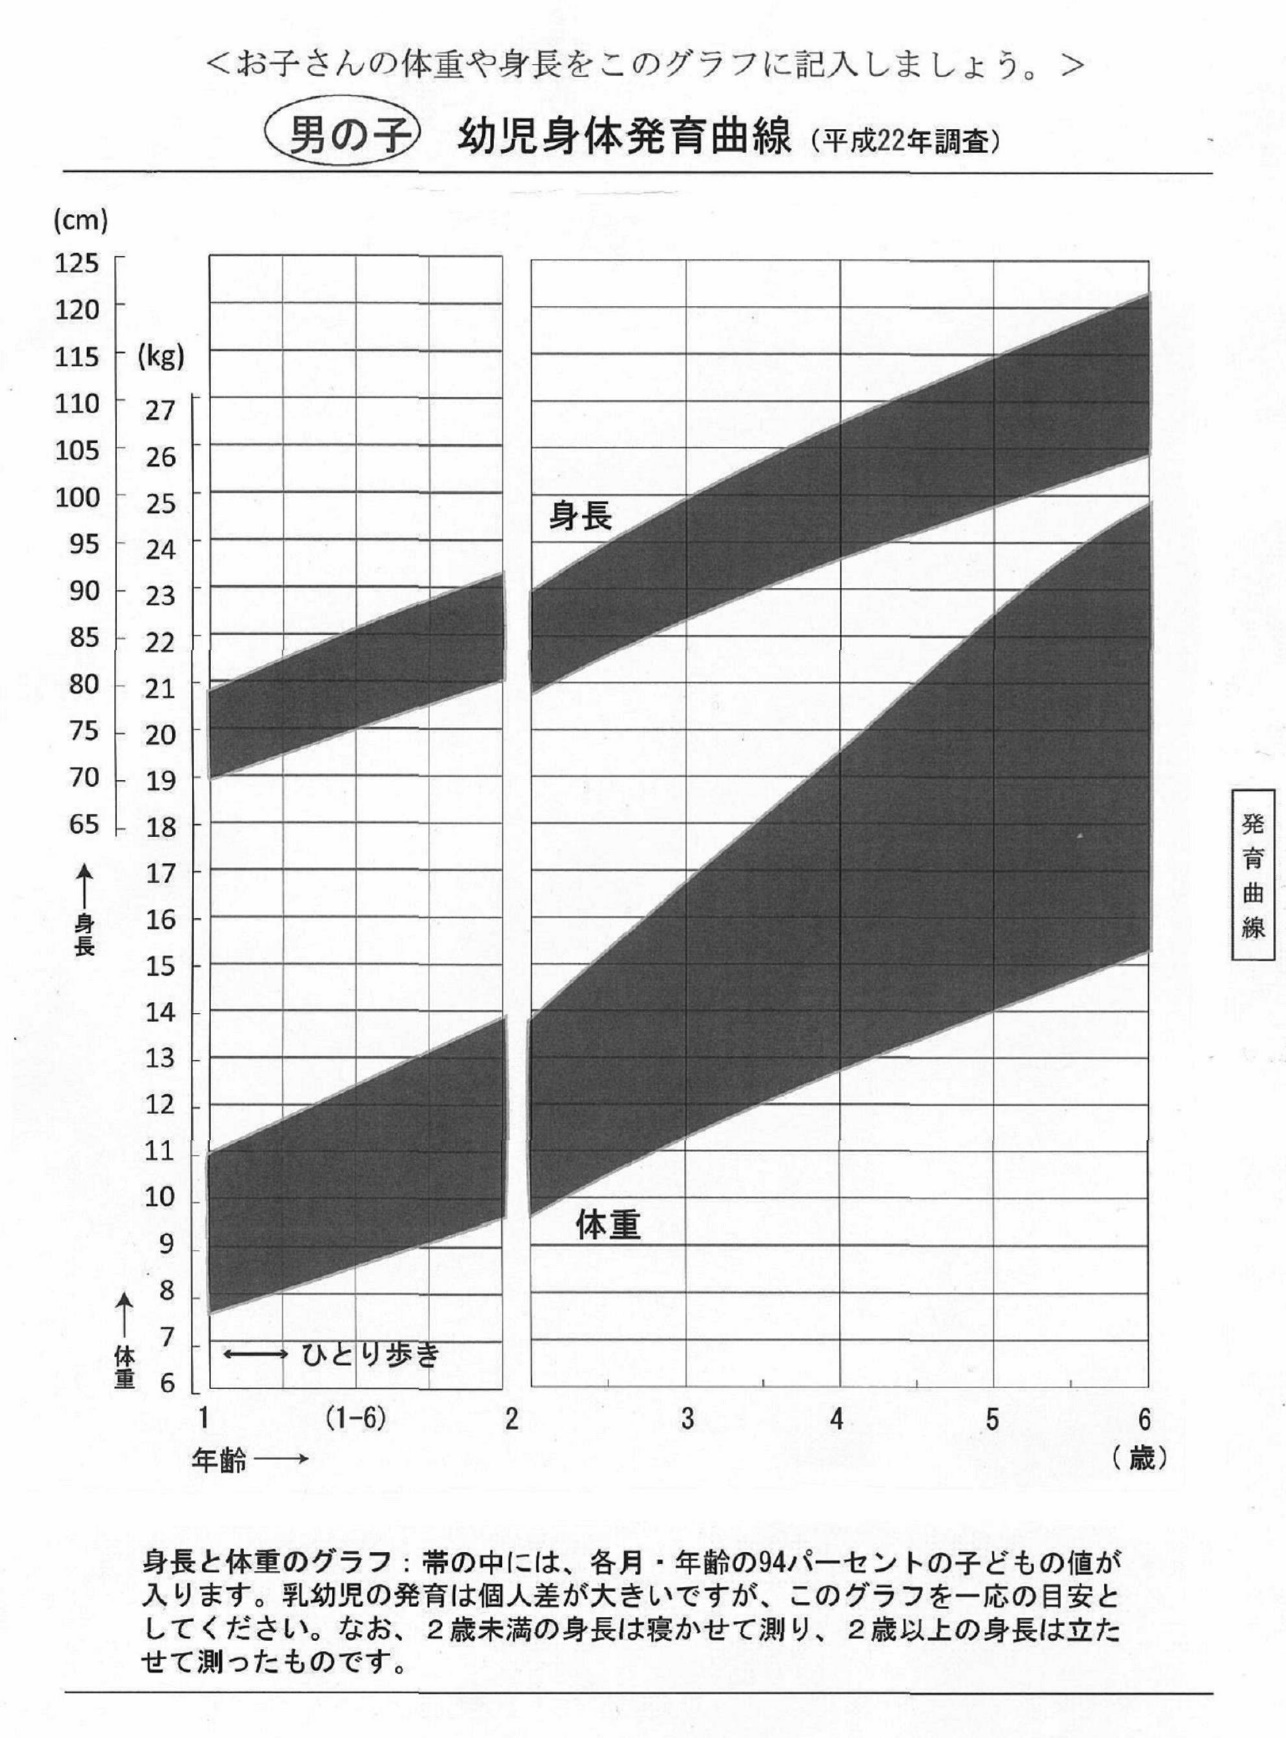 ＜お子さんの体重や身長をこのグラフに記入しましょう。＞
男の子 幼児身体発育曲線（平成22年調査）
(cm)
125
120
115
110
105
100
95
90
85
80
75
70
65
身長
(kg)
27
26
25
24
23
22
21
20
19
18
17
16
15
14
13
12
11
10
9
8
7
6
体重
身長
体重
ひとり歩き
1 (1-6) 2 3 4 5 6
年齢 （歳）
発育曲線
身長と体重のグラフ：帯の中には、各月・年齢の94パーセントの子どもの値が
入ります。乳幼児の発育は個人差が大きいですが、このグラフを一応の目安と
してください。なお、２歳未満の身長は寝かせて測り、２歳以上の身長は立た
せて測ったものです。